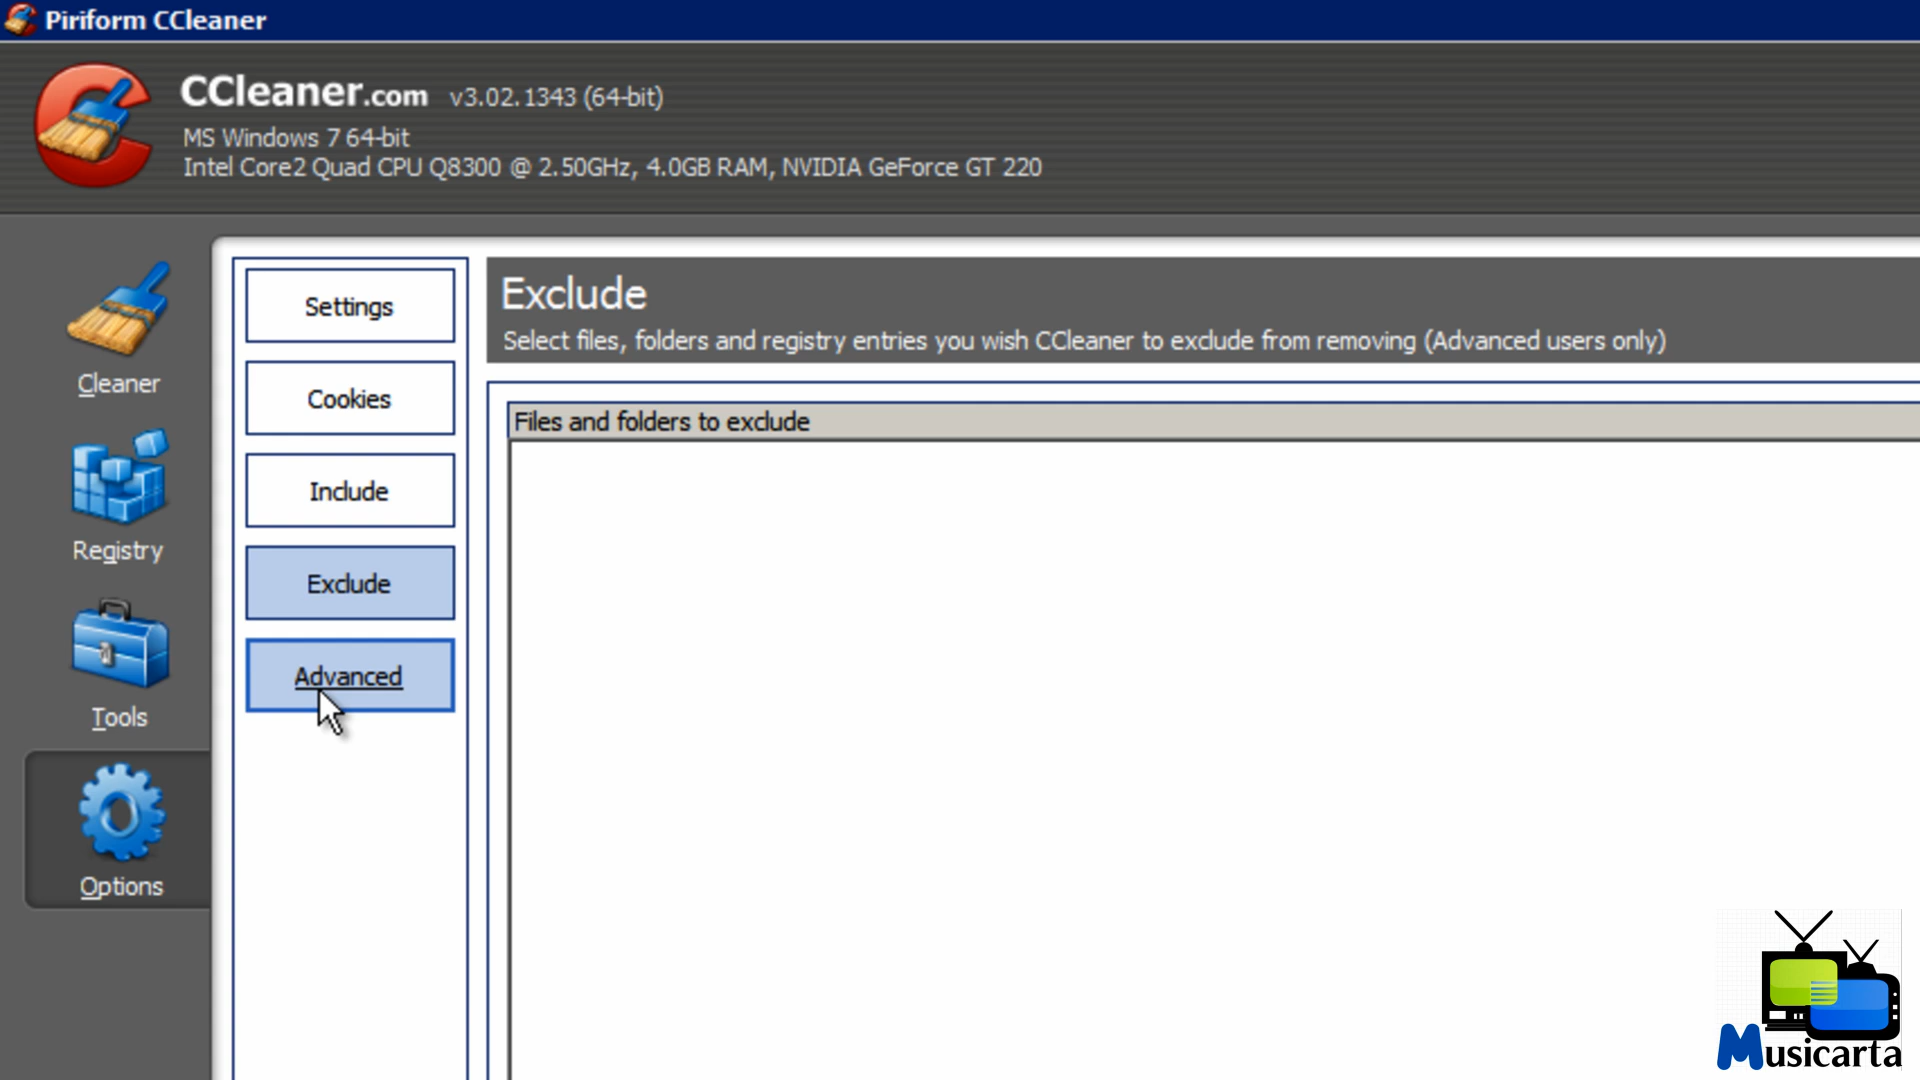 Piriform CCleaner
CCleaner.com v3.02.1343 (64-bit)
MS Windows 7 64-bit
Intel Core2 Quad CPU Q8300 @ 2.50GHz, 4.0GB RAM, NVIDIA GeForce GT 220
Cleaner
Registry
Tools
Options
Settings
Cookies
Include
Exclude
Advanced
Exclude
Select files, folders and registry entries you wish CCleaner to exclude from removing (Advanced users only)
Files and folders to exclude
Musicarta